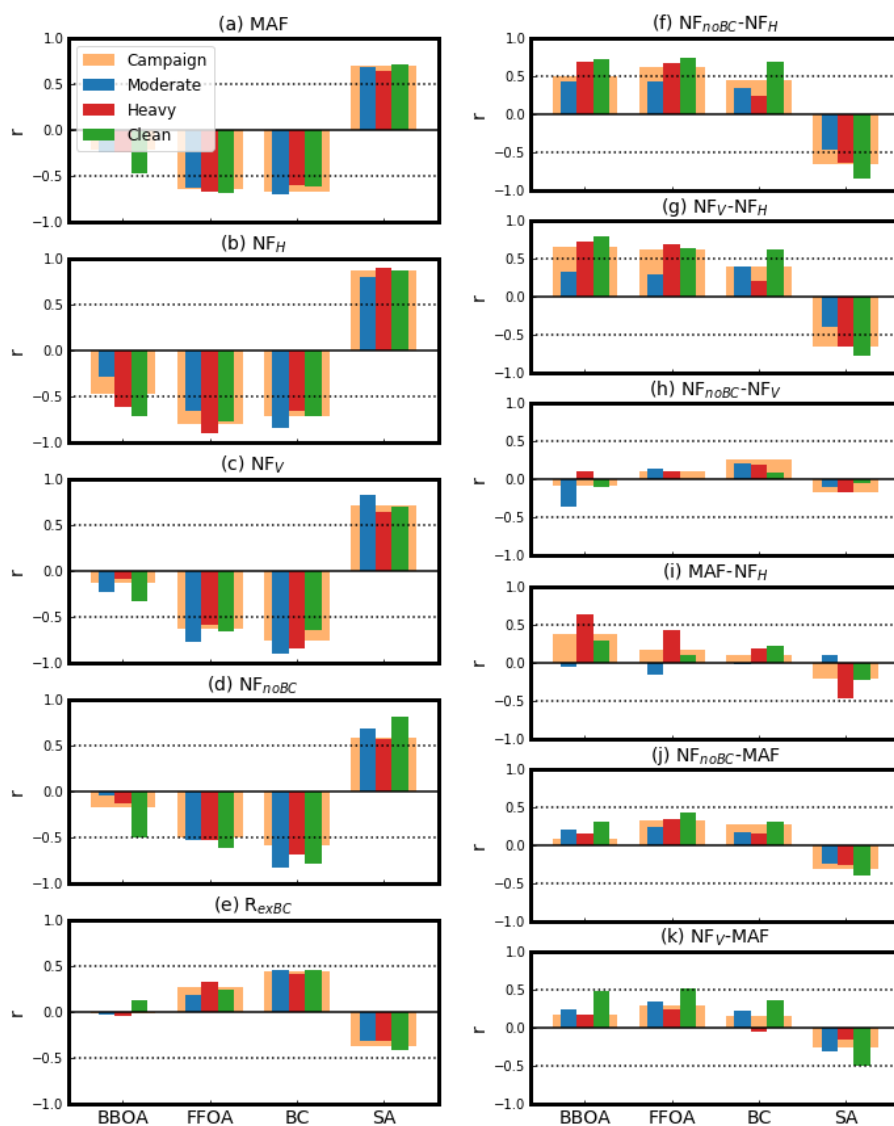 (a) MAF
1.0
0.5
0.0
−0.5
−1.0
r
Campaign
Moderate
Heavy
Clean
(b) NF_H
1.0
0.5
0.0
−0.5
−1.0
r
(c) NF_V
1.0
0.5
0.0
−0.5
−1.0
r
(d) NF_noBC
1.0
0.5
0.0
−0.5
−1.0
r
(e) R_exBC
1.0
0.5
0.0
−0.5
−1.0
r
BBOA FFOA BC SA
(f) NF_noBC-NF_H
1.0
0.5
0.0
−0.5
−1.0
r
(g) NF_V-NF_H
1.0
0.5
0.0
−0.5
−1.0
r
(h) NF_noBC-NF_V
1.0
0.5
0.0
−0.5
−1.0
r
(i) MAF-NF_H
1.0
0.5
0.0
−0.5
−1.0
r
(j) NF_noBC-MAF
1.0
0.5
0.0
−0.5
−1.0
r
(k) NF_V-MAF
1.0
0.5
0.0
−0.5
−1.0
r
BBOA FFOA BC SA